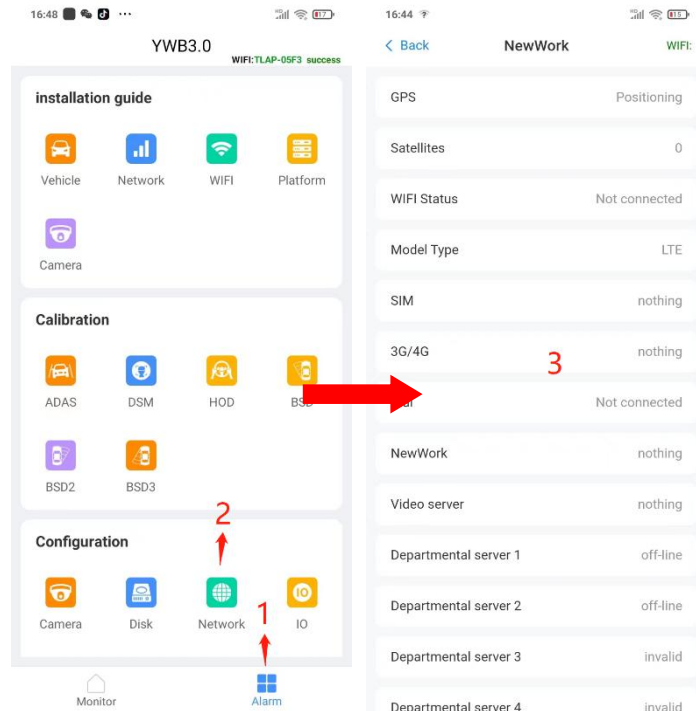 16:48 ...
YWB3.0
WIFI:TLAP-05F3 success
installation guide
Vehicle Network WIFI Platform
Camera
Calibration
ADAS DSM HOD BSD
BSD2 BSD3
2
Configuration
1
IO
Camera Disk Network IO
Monitor Alarm
16:44
Back NewWork WIFI:
GPS Positioning
Satellites 0
WIFI Status Not connected
Model Type LTE
SIM nothing
3G/4G nothing
3
Not connected
NewWork nothing
Video server nothing
Departmental server 1 off-line
Departmental server 2 off-line
Departmental server 3 invalid
Departmental server 4 invalid